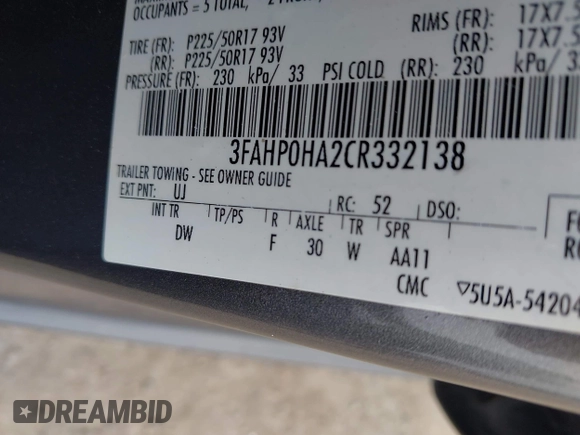 OCCUPANTS = 5 TOTAL,
RIMS (FR): 17X7.5
TIRE (FR): P225/50R17 93V (RR): 17X7.5
(RR): P225/50R17 93V
PRESSURE (FR): 230 kPa/ 33 PSI COLD (RR): 230 kPa/ 33
3FAHP0HA2CR332138
TRAILER TOWING - SEE OWNER GUIDE
EXT PNT: UJ RC: 52 DSO:
INT TR TP/PS R AXLE TR SPR
DW F 30 W AA11
CMC ▽5U5A-54204
DREAMBID